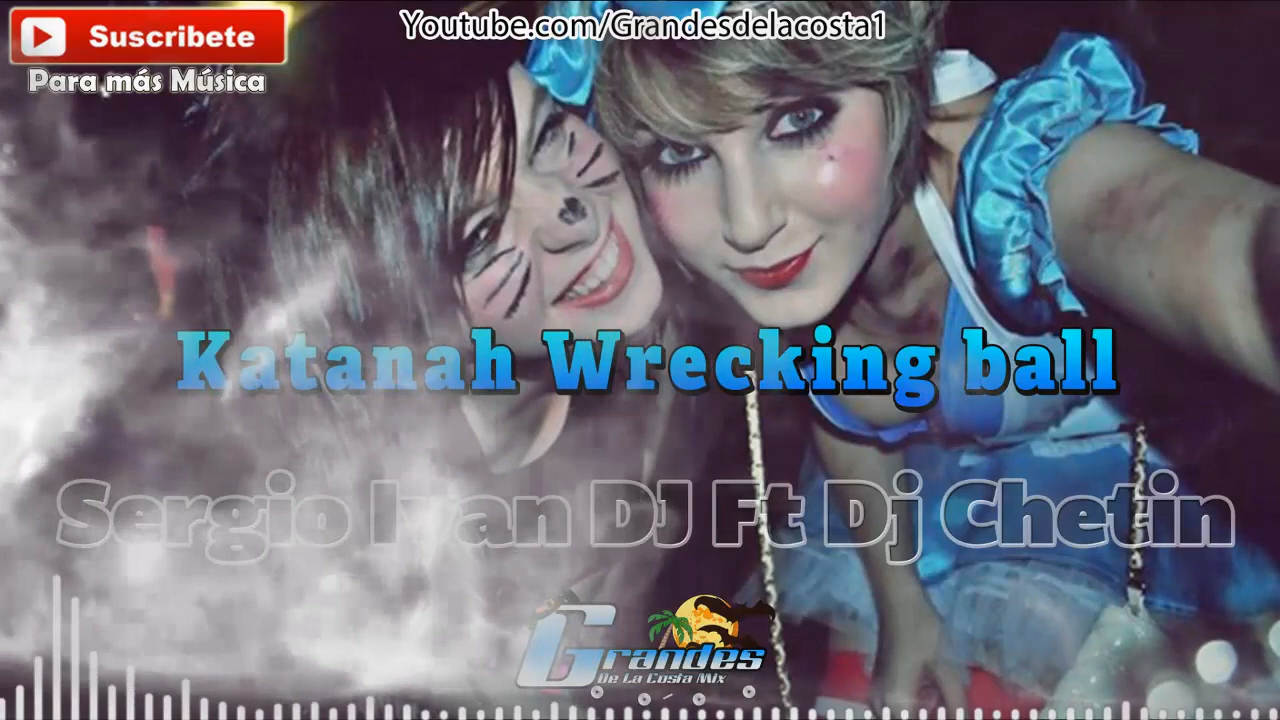 Suscribete
Para más Música
Youtube.com/Grandesdelacosta1
Katanah Wrecking ball
Sergio Ivan DJ Ft Dj Chetin
Grandes
De La Costa Mix